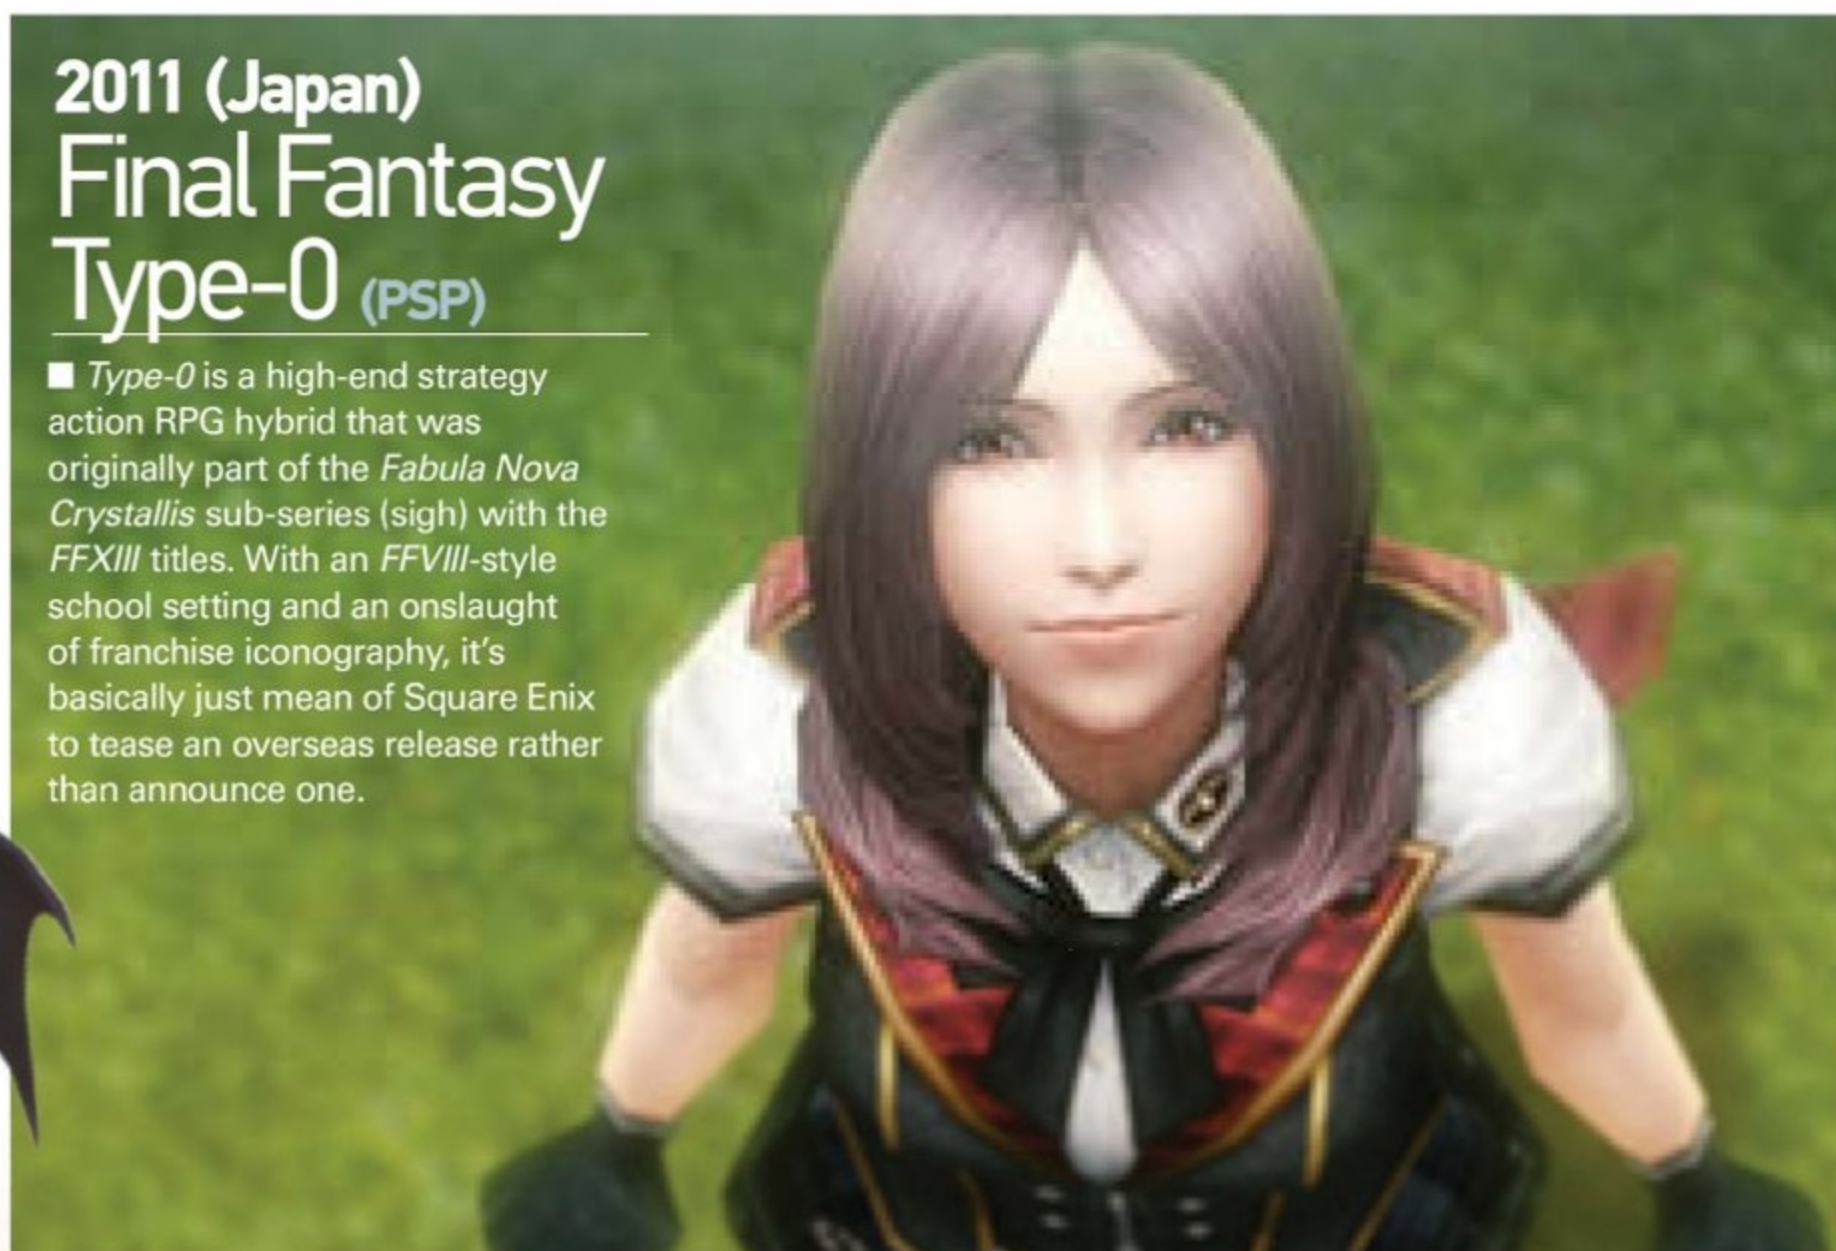 2011 (Japan)
Final Fantasy
Type-0 (PSP)
■ Type-0 is a high-end strategy
action RPG hybrid that was
originally part of the Fabula Nova
Crystallis sub-series (sigh) with the
FFXIII titles. With an FFVIII-style
school setting and an onslaught
of franchise iconography, it's
basically just mean of Square Enix
to tease an overseas release rather
than announce one.